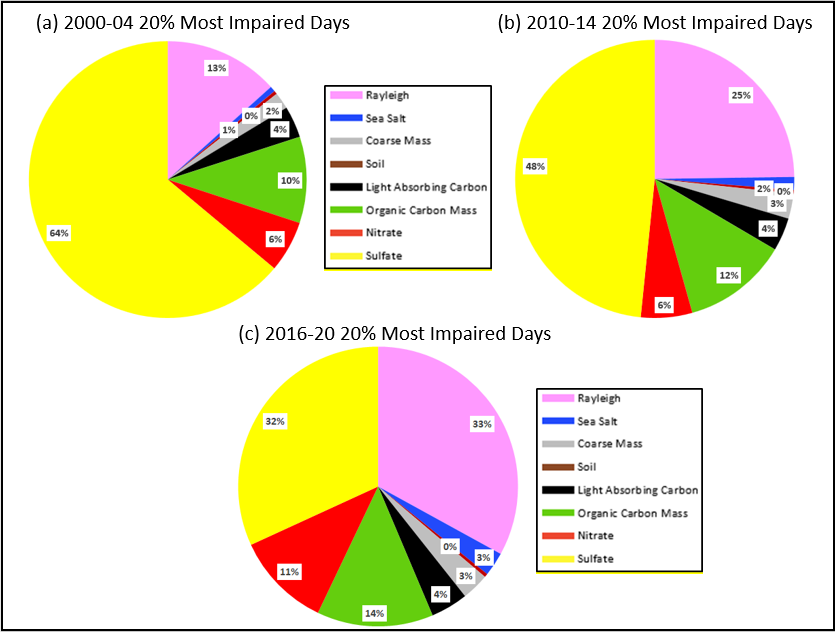 (a) 2000-04 20% Most Impaired Days
13%
0%
2%
1%
4%
10%
6%
64%
Rayleigh
Sea Salt
Coarse Mass
Soil
Light Absorbing Carbon
Organic Carbon Mass
Nitrate
Sulfate
(b) 2010-14 20% Most Impaired Days
25%
48%
2%
0%
3%
4%
12%
6%
(c) 2016-20 20% Most Impaired Days
32%
33%
0%
3%
3%
4%
11%
14%
Rayleigh
Sea Salt
Coarse Mass
Soil
Light Absorbing Carbon
Organic Carbon Mass
Nitrate
Sulfate